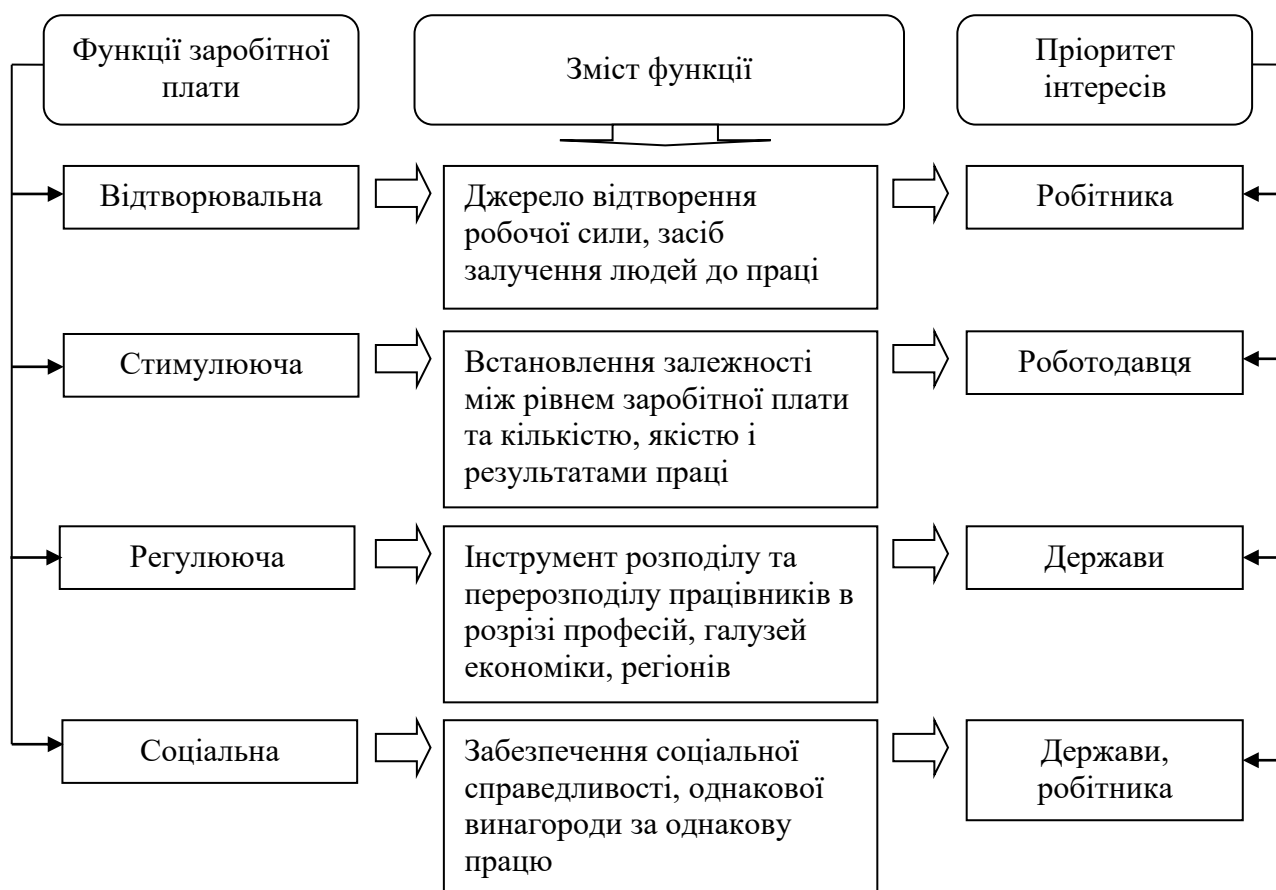 Функції заробітної
плати
Зміст функції
Пріоритет
інтересів
Відтворювальна
Джерело відтворення
робочої сили, засіб
залучення людей до праці
Робітника
Стимулююча
Встановлення залежності
між рівнем заробітної плати
та кількістю, якістю і
результатами праці
Роботодавця
Регулююча
Інструмент розподілу та
перерозподілу працівників в
розрізі професій, галузей
економіки, регіонів
Держави
Соціальна
Забезпечення соціальної
справедливості, однакової
винагороди за однакову
працю
Держави,
робітника